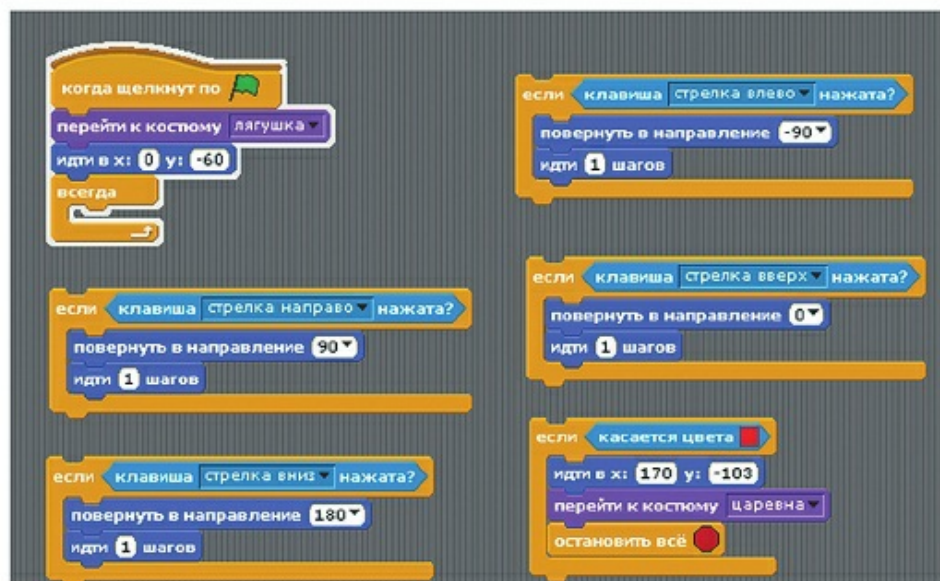 когда щелкнут по
перейти к костюму лягушка
идти в x: 0 y: -60
всегда
если клавиша стрелка направо нажата?
повернуть в направление 90
идти 1 шагов
если клавиша стрелка вниз нажата?
повернуть в направление 180
идти 1 шагов
если клавиша стрелка влево нажата?
повернуть в направление -90
идти 1 шагов
если клавиша стрелка вверх нажата?
повернуть в направление 0
идти 1 шагов
если касается цвета
идти в x: 170 y: -103
перейти к костюму царевна
остановить всё